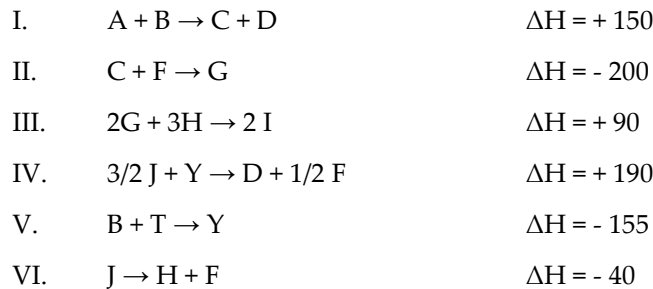 I. A + B → C + D ΔH = + 150
II. C + F → G ΔH = - 200
III. 2G + 3H → 2 I ΔH = + 90
IV. 3/2 J + Y → D + 1/2 F ΔH = + 190
V. B + T → Y ΔH = - 155
VI. J → H + F ΔH = - 40